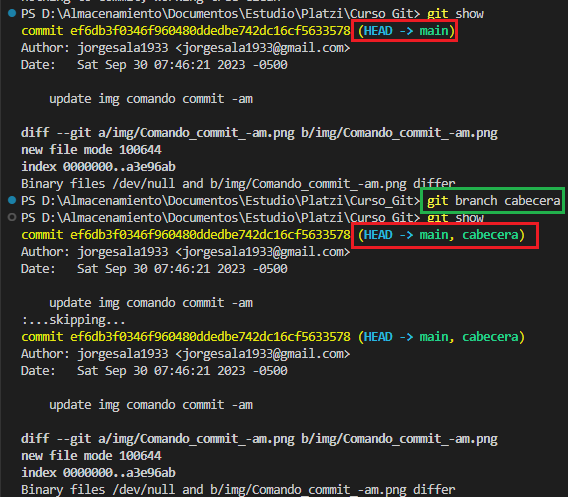 PS D:\Almacenamiento\Documentos\Estudio\Platzi\Curso_Git> git show
commit ef6db3f0346f960480ddedbe742dc16cf5633578 (HEAD -> main)
Author: jorgesala1933 <jorgesala1933@gmail.com>
Date:   Sat Sep 30 07:46:21 2023 -0500
update img comando commit -am
diff --git a/img/Comando_commit_-am.png b/img/Comando_commit_-am.png
new file mode 100644
index 0000000..a3e96ab
Binary files /dev/null and b/img/Comando_commit_-am.png differ
PS D:\Almacenamiento\Documentos\Estudio\Platzi\Curso_Git> git branch cabecera
PS D:\Almacenamiento\Documentos\Estudio\Platzi\Curso_Git> git show
commit ef6db3f0346f960480ddedbe742dc16cf5633578 (HEAD -> main, cabecera)
Author: jorgesala1933 <jorgesala1933@gmail.com>
Date:   Sat Sep 30 07:46:21 2023 -0500
update img comando commit -am
:...skipping...
commit ef6db3f0346f960480ddedbe742dc16cf5633578 (HEAD -> main, cabecera)
Author: jorgesala1933 <jorgesala1933@gmail.com>
Date:   Sat Sep 30 07:46:21 2023 -0500
update img comando commit -am
diff --git a/img/Comando_commit_-am.png b/img/Comando_commit_-am.png
new file mode 100644
index 0000000..a3e96ab
Binary files /dev/null and b/img/Comando_commit_-am.png differ